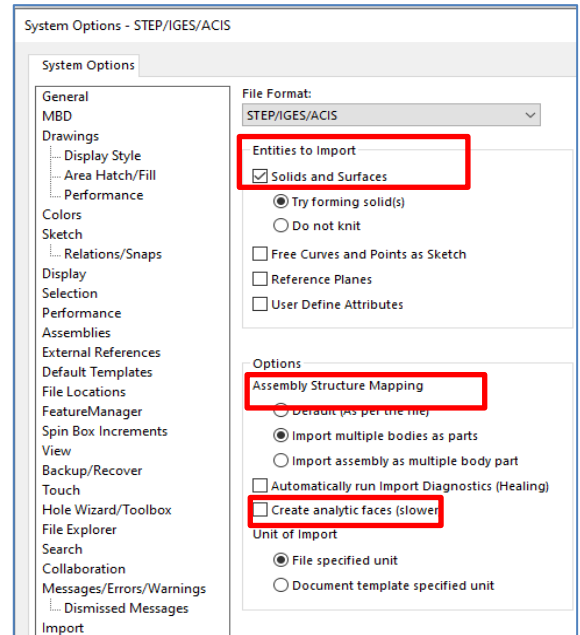 System Options - STEP/IGES/ACIS
System Options
General
MBD
Drawings
Display Style
Area Hatch/Fill
Performance
Colors
Sketch
Relations/Snaps
Display
Selection
Performance
Assemblies
External References
Default Templates
File Locations
FeatureManager
Spin Box Increments
View
Backup/Recover
Touch
Hole Wizard/Toolbox
File Explorer
Search
Collaboration
Messages/Errors/Warnings
Dismissed Messages
Import
File Format:
STEP/IGES/ACIS
Entities to Import
Solids and Surfaces
Try forming solid(s)
Do not knit
Free Curves and Points as Sketch
Reference Planes
User Define Attributes
Options
Assembly Structure Mapping
Default (As per the file)
Import multiple bodies as parts
Import assembly as multiple body part
Automatically run Import Diagnostics (Healing)
Create analytic faces (slower
Unit of Import
File specified unit
Document template specified unit